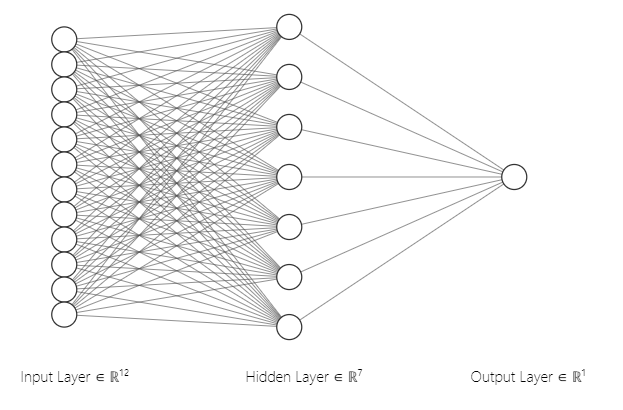 Input Layer ∈ ℝ¹² Hidden Layer ∈ ℝ⁷ Output Layer ∈ ℝ¹